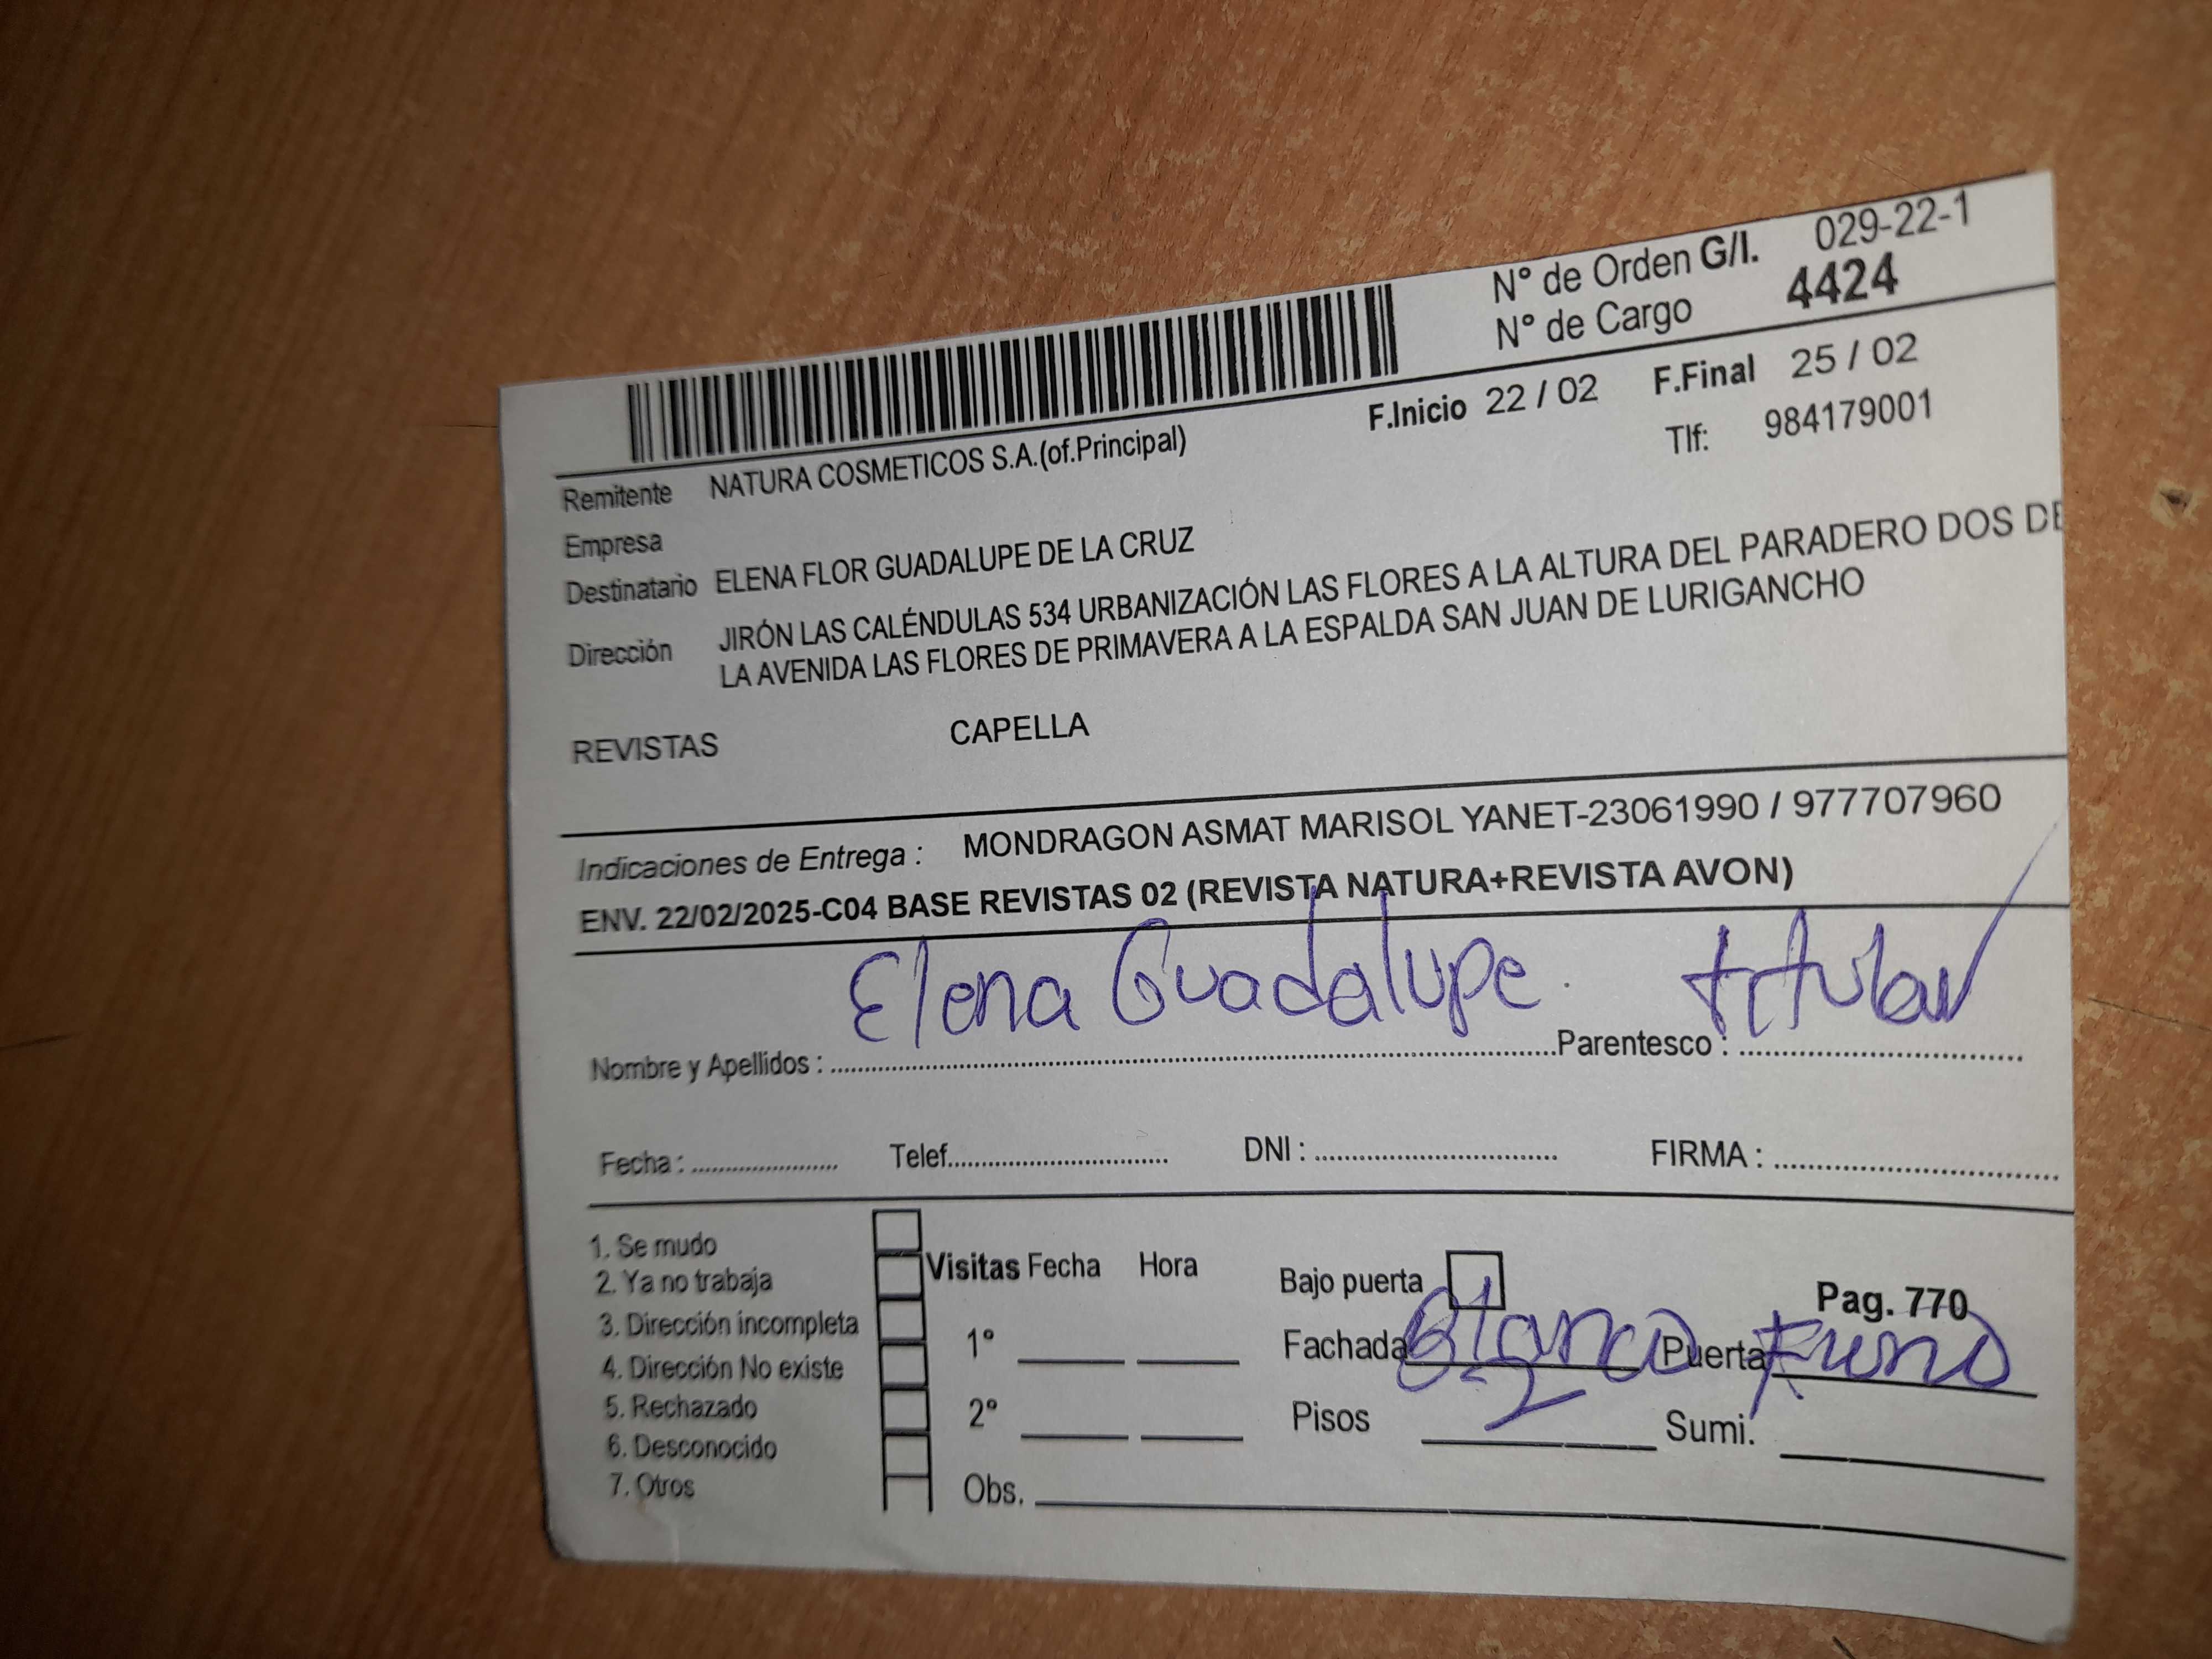 N° de Orden G/I. 029-22-1
N° de Cargo 4424
F.Inicio 22 / 02 F.Final 25 / 02
Remitente NATURA COSMETICOS S.A.(of.Principal) Tlf: 984179001
Empresa
Destinatario ELENA FLOR GUADALUPE DE LA CRUZ
Dirección JIRÓN LAS CALÉNDULAS 534 URBANIZACIÓN LAS FLORES A LA ALTURA DEL PARADERO DOS DE
LA AVENIDA LAS FLORES DE PRIMAVERA A LA ESPALDA SAN JUAN DE LURIGANCHO
REVISTAS CAPELLA
Indicaciones de Entrega : MONDRAGON ASMAT MARISOL YANET-23061990 / 977707960
ENV. 22/02/2025-C04 BASE REVISTAS 02 (REVISTA NATURA+REVISTA AVON)
Nombre y Apellidos : Elena Guadalupe. Parentesco : titular
Fecha : Telef. DNI : FIRMA :
1. Se mudo
2. Ya no trabaja
3. Dirección incompleta
4. Dirección No existe
5. Rechazado
6. Desconocido
7. Otros
Visitas Fecha Hora
1°
2°
Obs.
Bajo puerta Pag. 770
Fachada Blanco Puerta
Pisos 2 Sumi.